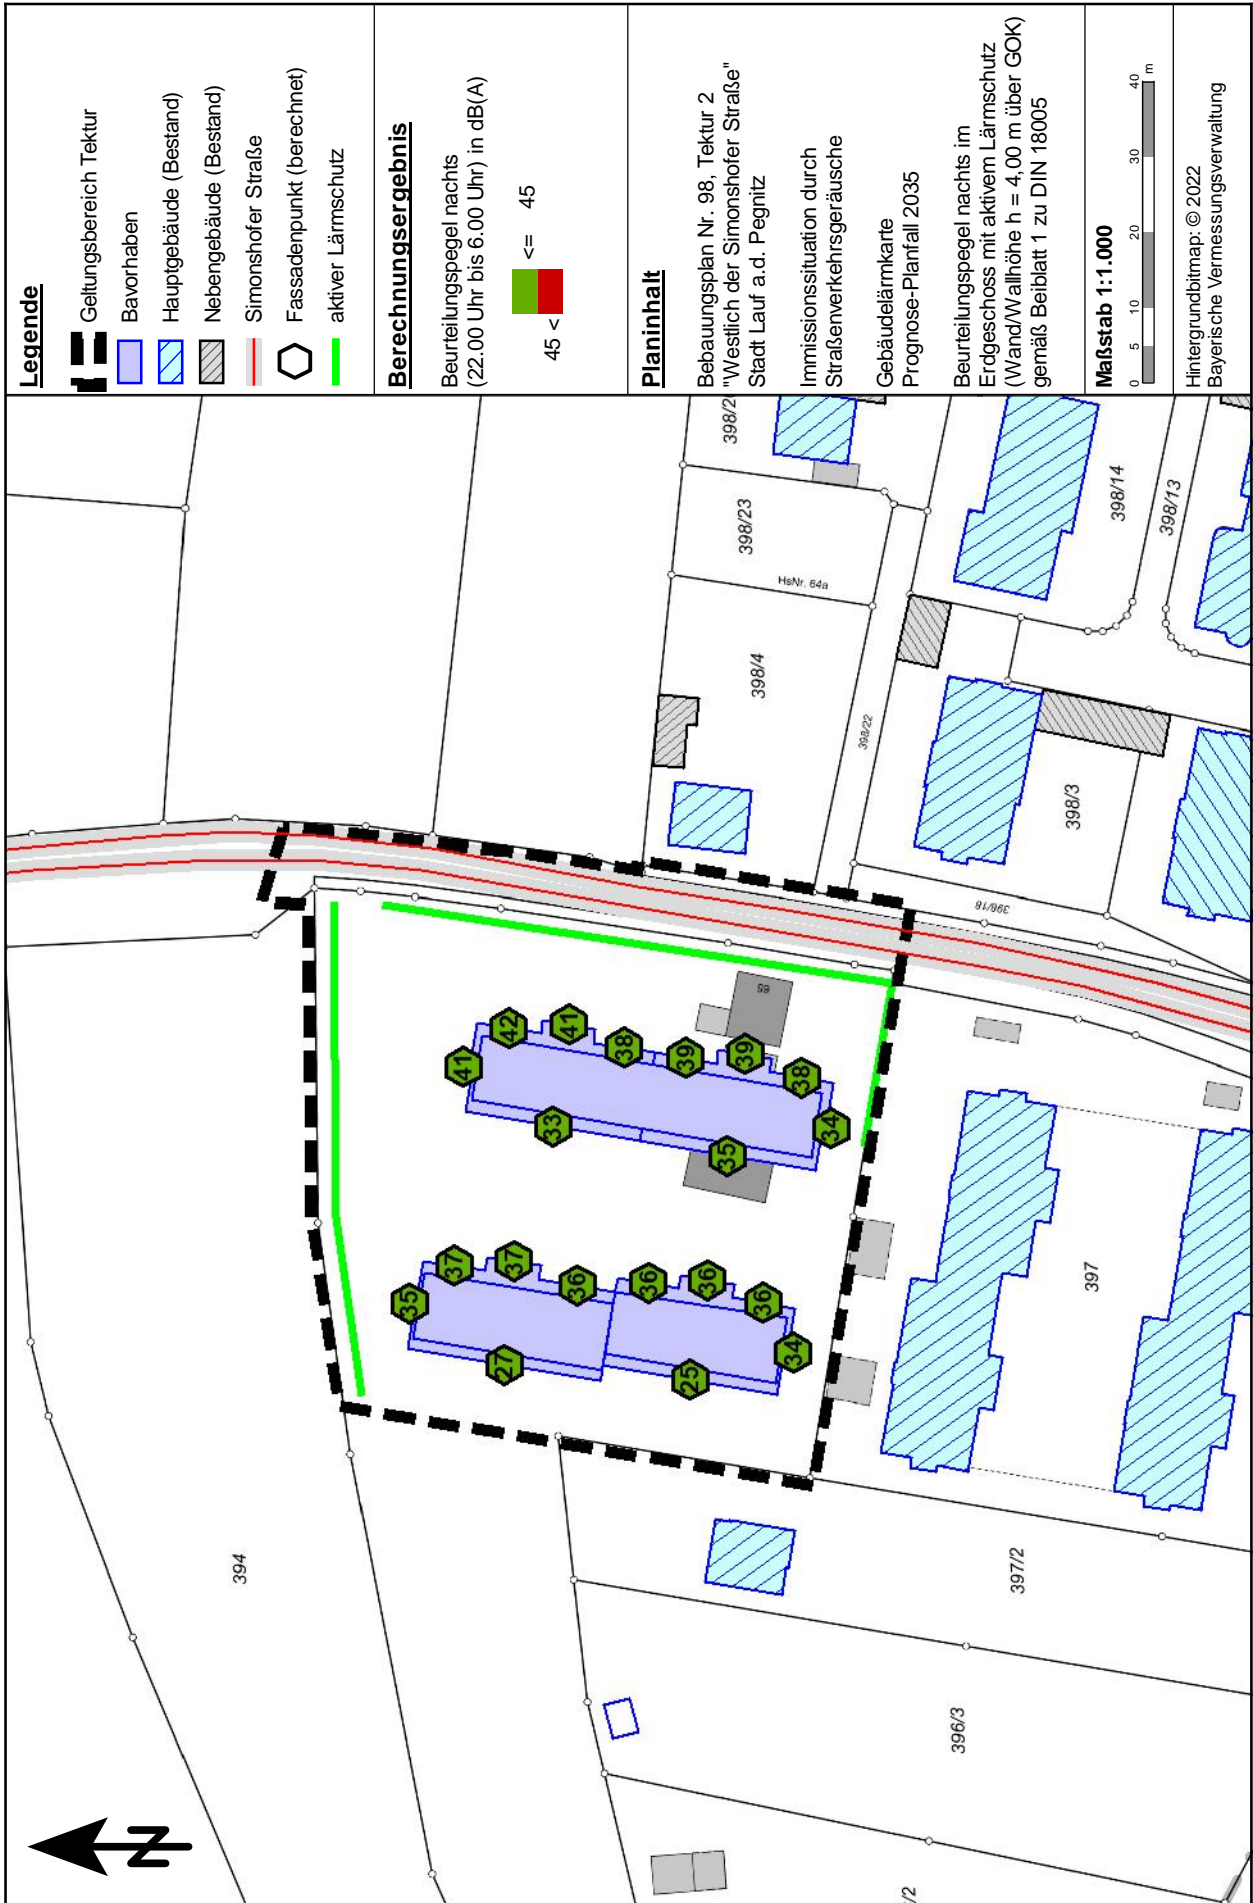 Legende
Geltungsbereich Tektur
Bavorhaben
Hauptgebäude (Bestand)
Nebengebäude (Bestand)
Simonshofer Straße
Fassadenpunkt (berechnet)
aktiver Lärmschutz
Berechnungsergebnis
Beurteilungspegel nachts
(22.00 Uhr bis 6.00 Uhr) in dB(A)
<= 45
45 <
Planinhalt
Bebauungsplan Nr. 98, Tektur 2
"Westlich der Simonshofer Straße"
Stadt Lauf a.d. Pegnitz
Immissionssituation durch
Straßenverkehrsgeräusche
Gebäudelärmkarte
Prognose-Planfall 2035
Beurteilungspegel nachts im
Erdgeschoss mit aktivem Lärmschutz
(Wand/Wallhöhe h = 4,00 m über GOK)
gemäß Beiblatt 1 zu DIN 18005
Maßstab 1:1.000
0 5 10 20 30 40
m
Hintergrundbitmap: © 2022
Bayerische Vermessungsverwaltung
N
394
398/23
HsNr. 64a
398/4
398/22
398/14
398/13
398/3
398/18
65
41
42
41
38
39
39
38
34
33
35
35
37
37
36
36
36
36
34
27
25
397
397/2
396/3
/2